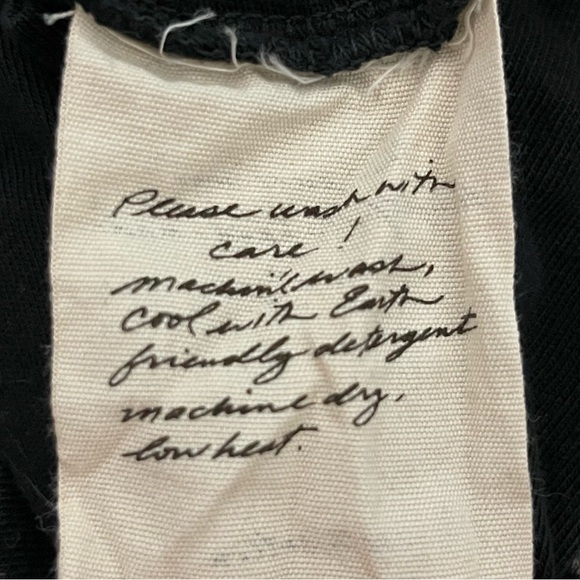 Please wash with
care!
machine wash,
cool with Earth
friendly detergent
machine dry,
low heat.